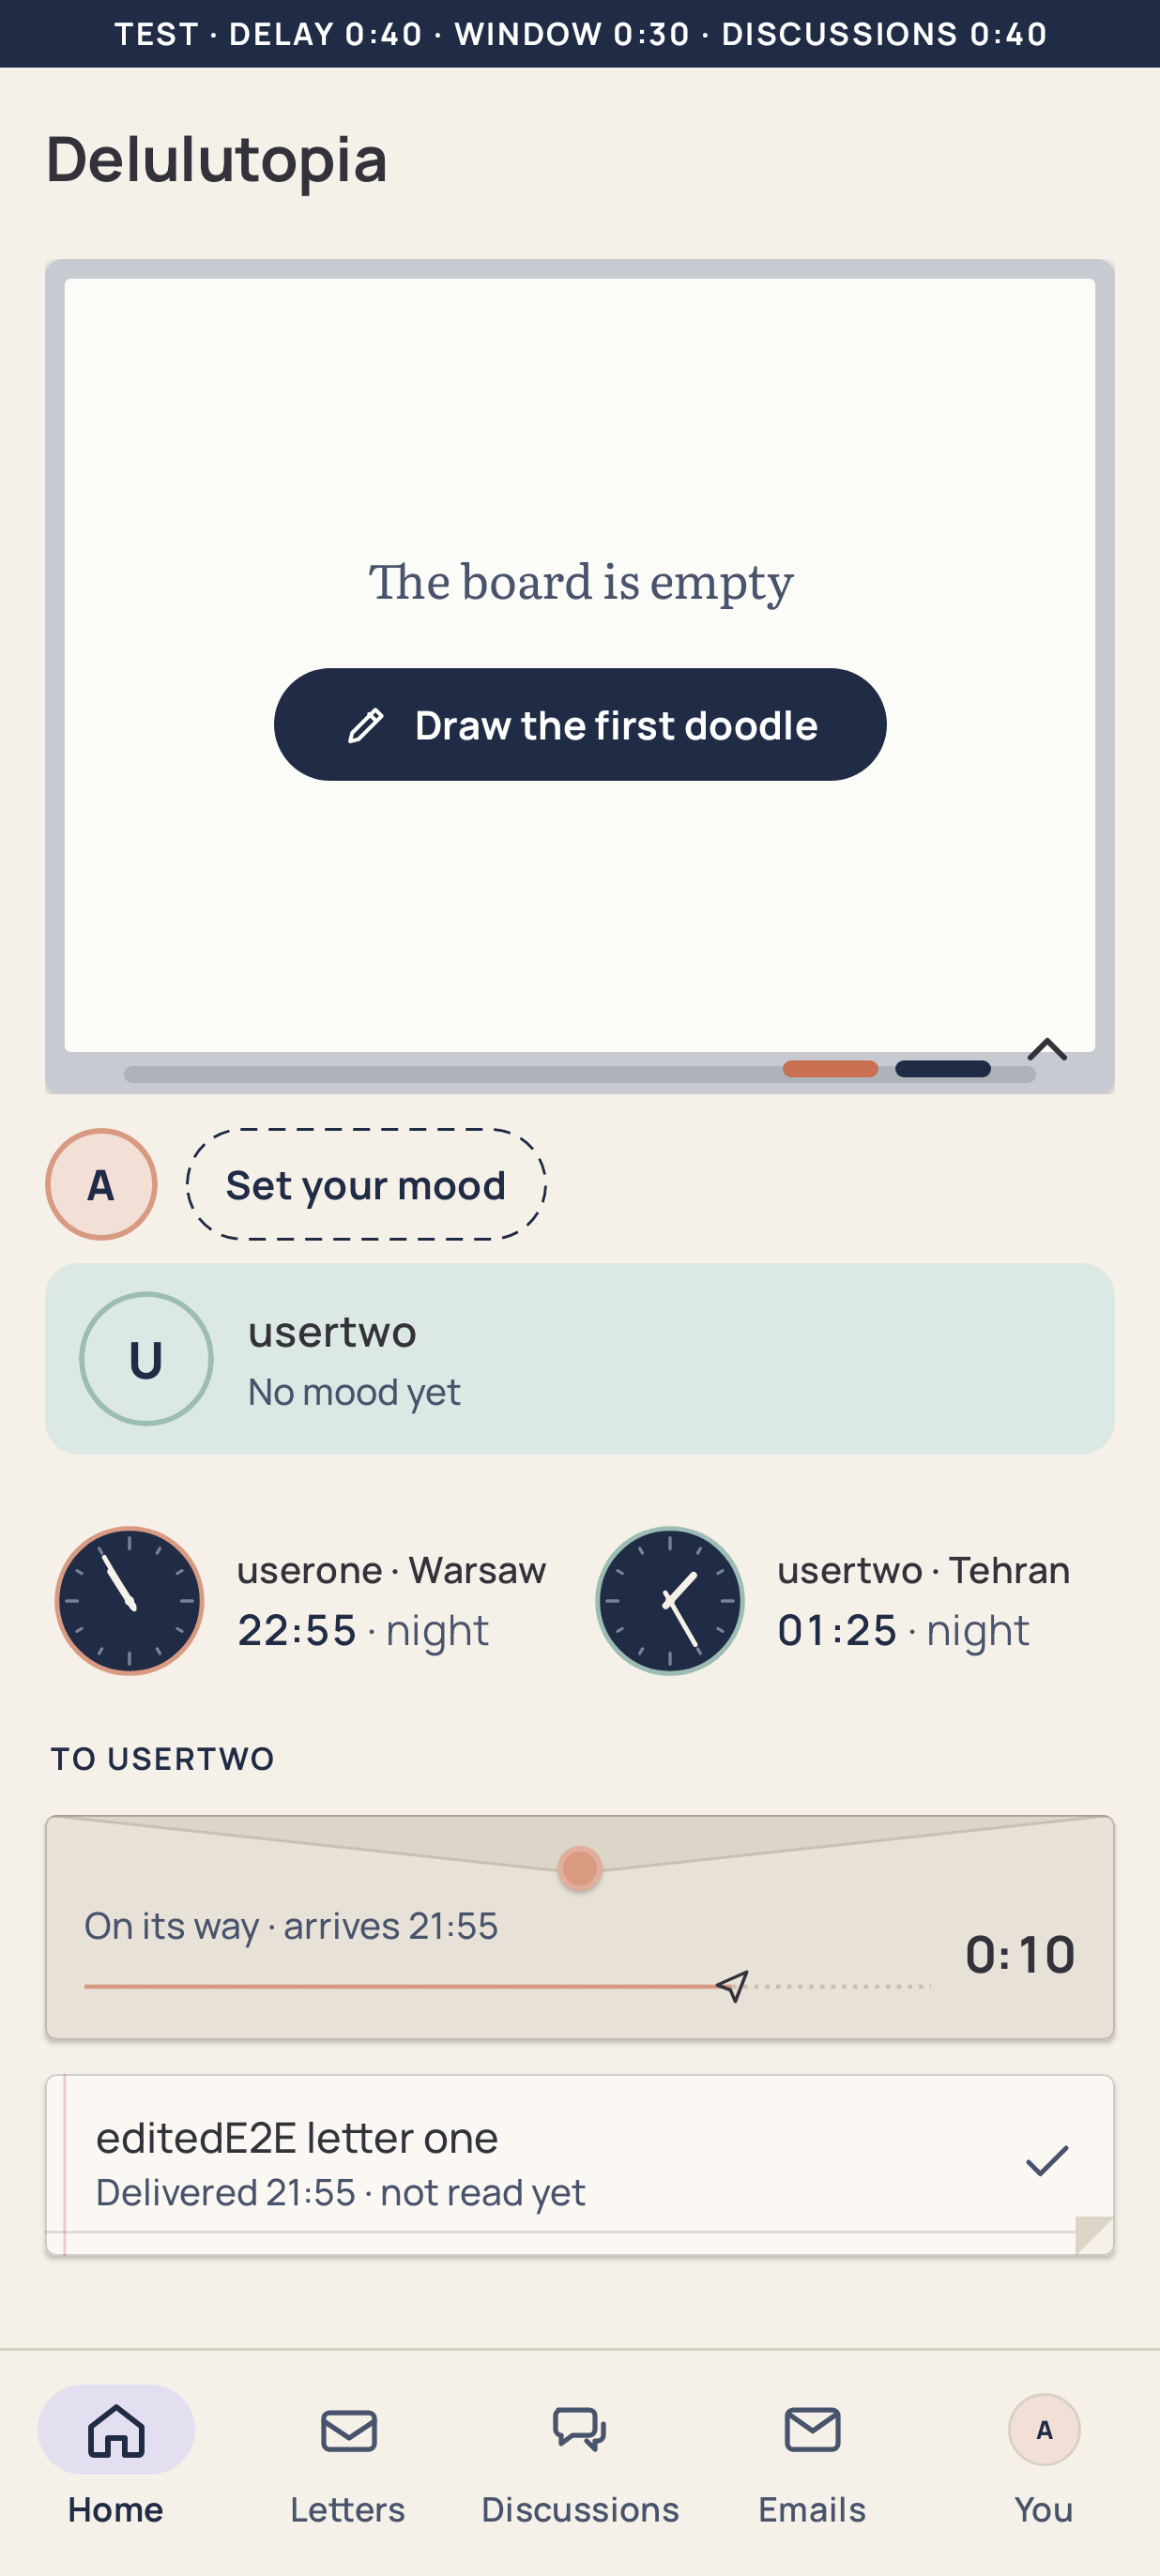 TEST · DELAY 0:40 · WINDOW 0:30 · DISCUSSIONS 0:40
Delulutopia
The board is empty
Draw the first doodle
A
Set your mood
U
usertwo
No mood yet
userone · Warsaw
22:55 · night
usertwo · Tehran
01:25 · night
TO USERTWO
On its way · arrives 21:55
0:10
editedE2E letter one
Delivered 21:55 · not read yet
Home
Letters
Discussions
Emails
A
You